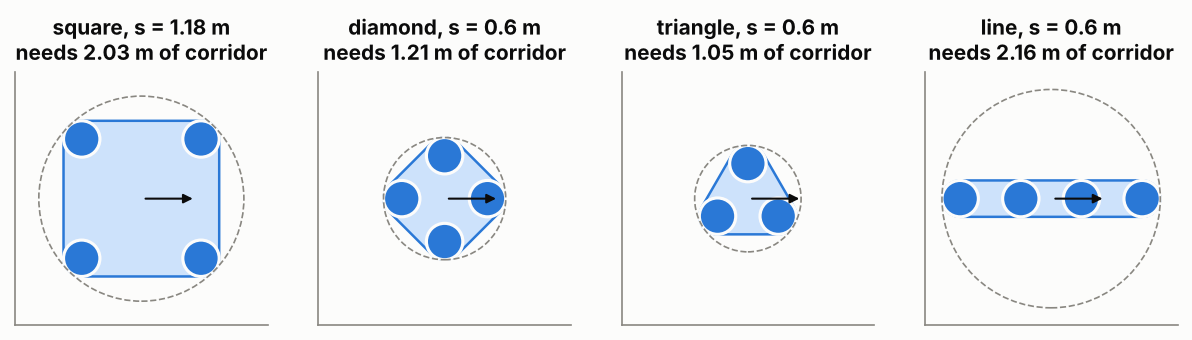 square, s = 1.18 m
needs 2.03 m of corridor
diamond, s = 0.6 m
needs 1.21 m of corridor
triangle, s = 0.6 m
needs 1.05 m of corridor
line, s = 0.6 m
needs 2.16 m of corridor